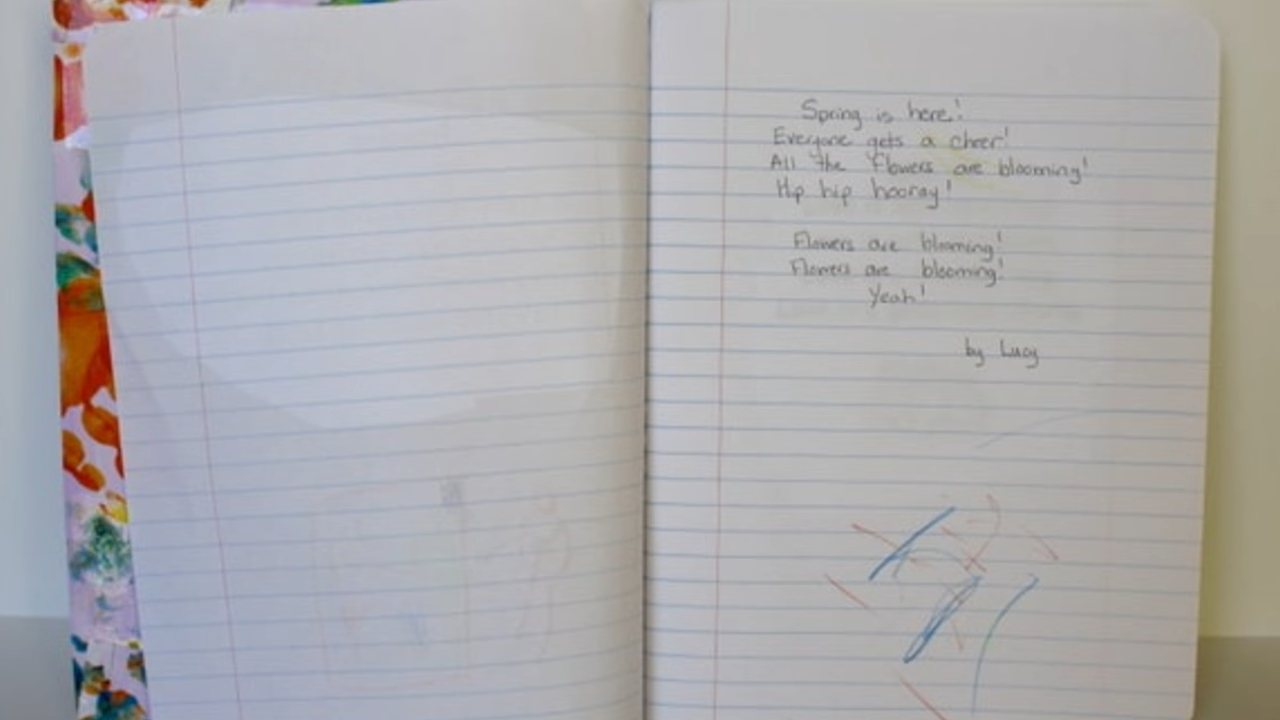 Spring is here!
Everyone gets a cheer!
All the flowers are blooming!
Hip hip hooray!
Flowers are blooming!
Flowers are blooming!
Yeah!
by Lucy